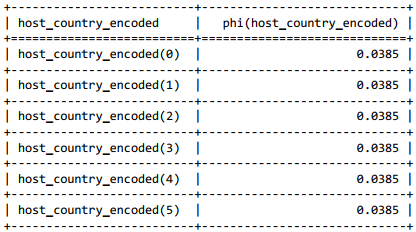 +--------------------------+----------------------------+
| host_country_encoded     |   phi(host_country_encoded) |
+==========================+============================+
| host_country_encoded(0)  |                      0.0385 |
+--------------------------+----------------------------+
| host_country_encoded(1)  |                      0.0385 |
+--------------------------+----------------------------+
| host_country_encoded(2)  |                      0.0385 |
+--------------------------+----------------------------+
| host_country_encoded(3)  |                      0.0385 |
+--------------------------+----------------------------+
| host_country_encoded(4)  |                      0.0385 |
+--------------------------+----------------------------+
| host_country_encoded(5)  |                      0.0385 |
+--------------------------+----------------------------+